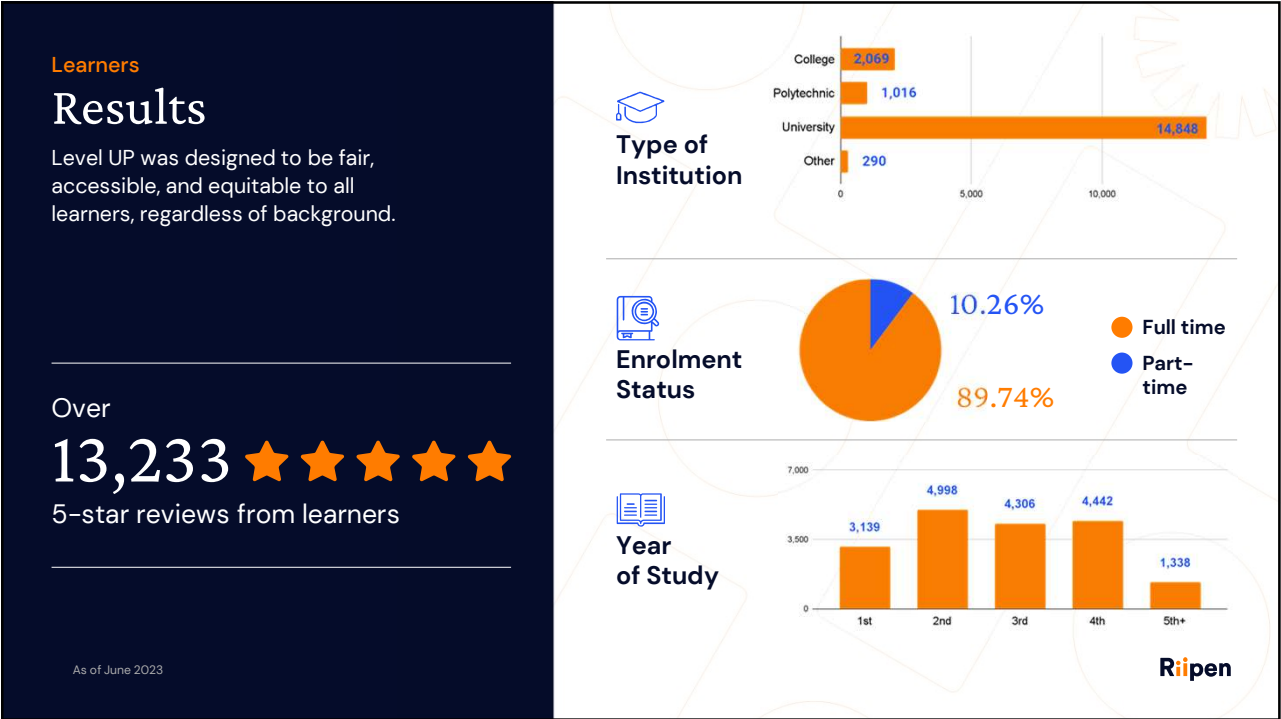 Learners
Results
Level UP was designed to be fair,
accessible, and equitable to all
learners, regardless of background.
Over
13,233
5-star reviews from learners
As of June 2023
Type of
Institution
College
2,069
Polytechnic
1,016
University
14,848
Other
290
0
5,000
10,000
Enrolment
Status
10.26%
89.74%
Full time
Part-
time
Year
of Study
7,000
3,500
0
3,139
4,998
4,306
4,442
1,338
1st
2nd
3rd
4th
5th+
Riipen